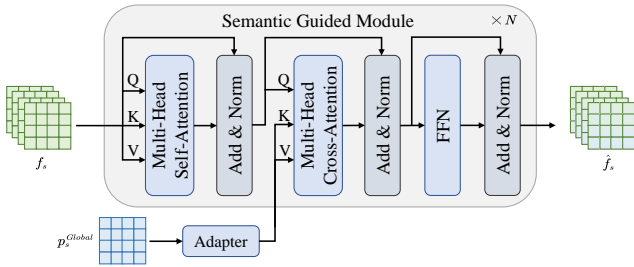 Semantic Guided Module
× N
Q
K
V
Multi-Head
Self-Attention
Add & Norm
Q
K
V
Multi-Head
Cross-Attention
Add & Norm
FFN
Add & Norm
f_s
f̂_s
p_s^{Global}
Adapter